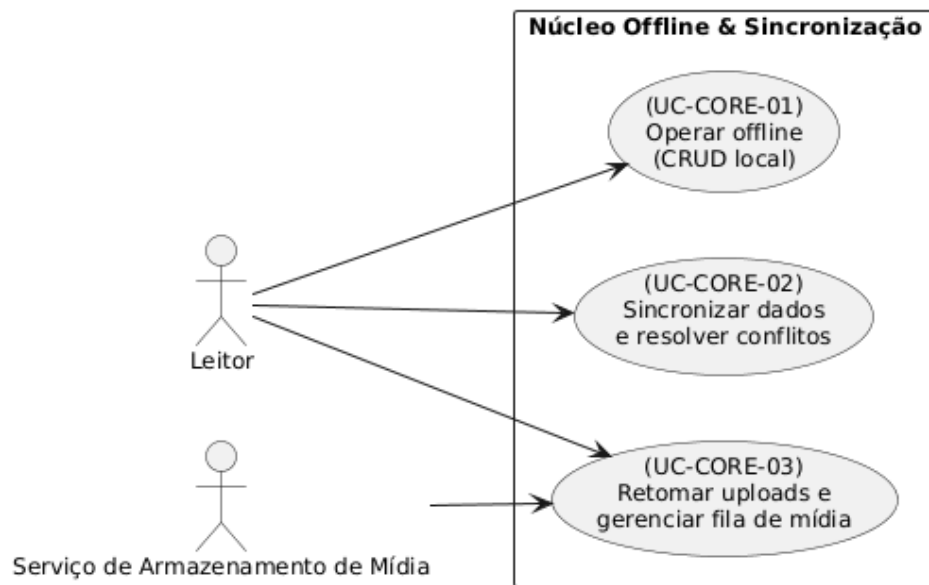 Núcleo Offline & Sincronização
(UC-CORE-01)
Operar offline
(CRUD local)
(UC-CORE-02)
Sincronizar dados
e resolver conflitos
Leitor
(UC-CORE-03)
Retomar uploads e
gerenciar fila de mídia
Serviço de Armazenamento de Mídia